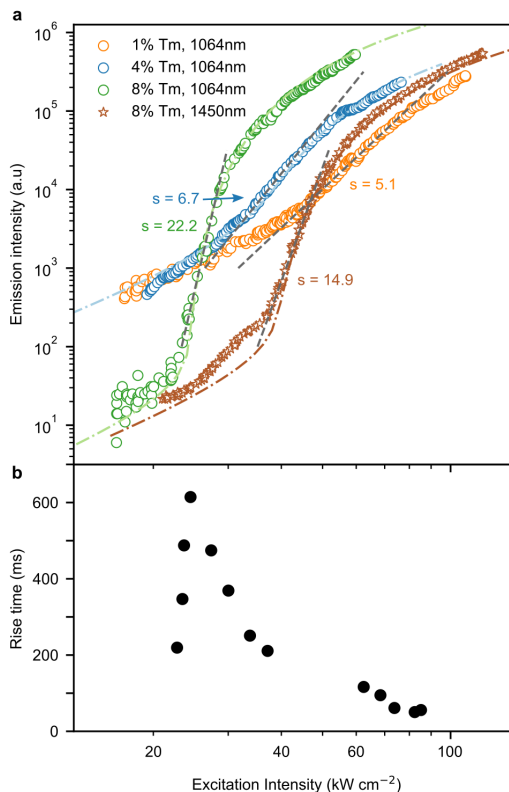 a
10^6
10^5
10^4
10^3
10^2
10^1
Emission intensity (a.u)
1% Tm, 1064nm
4% Tm, 1064nm
8% Tm, 1064nm
8% Tm, 1450nm
s = 6.7
s = 22.2
s = 5.1
s = 14.9
b
600
400
200
0
Rise time (ms)
20
40
60
100
Excitation Intensity (kW cm⁻²)